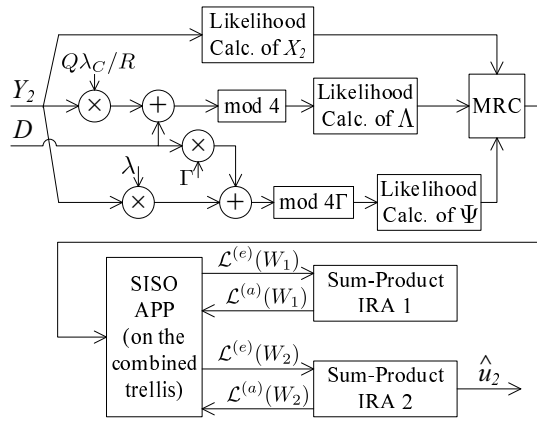 Likelihood
Calc. of X₂
Qλ_C/R
Y₂
×
+
mod 4
Likelihood
Calc. of Λ
MRC
D
×
Γ
λ
×
+
mod 4Γ
Likelihood
Calc. of Ψ
SISO
APP
(on the
combined
trellis)
ℒ⁽ᵉ⁾(W₁)
ℒ⁽ᵃ⁾(W₁)
Sum-Product
IRA 1
ℒ⁽ᵉ⁾(W₂)
ℒ⁽ᵃ⁾(W₂)
Sum-Product
IRA 2
û₂